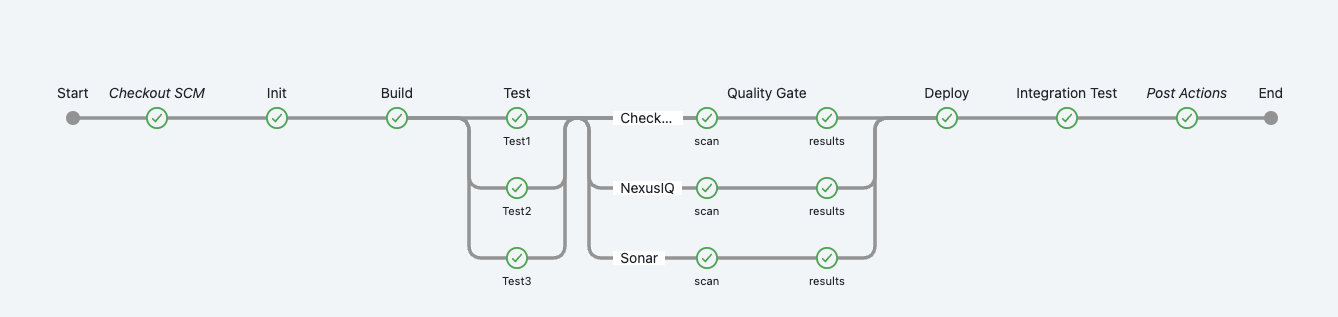 Start
Checkout SCM
Init
Build
Test
Quality Gate
Deploy
Integration Test
Post Actions
End
Check...
Test1
scan
results
NexusIQ
Test2
scan
results
Sonar
Test3
scan
results